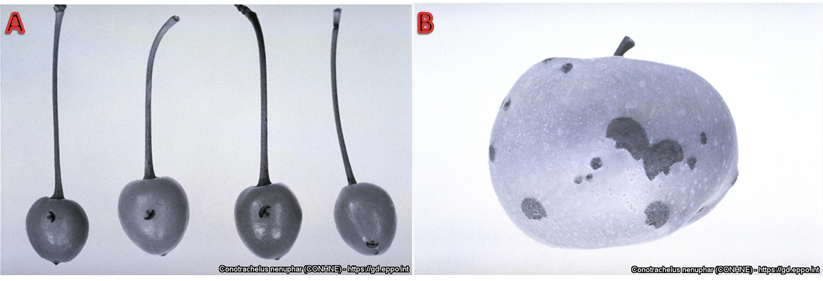 A
B
Conotrachelus nenuphar (CONHNE) - https://gd.eppo.int
Conotrachelus nenuphar (CONHNE) - https://gd.eppo.int